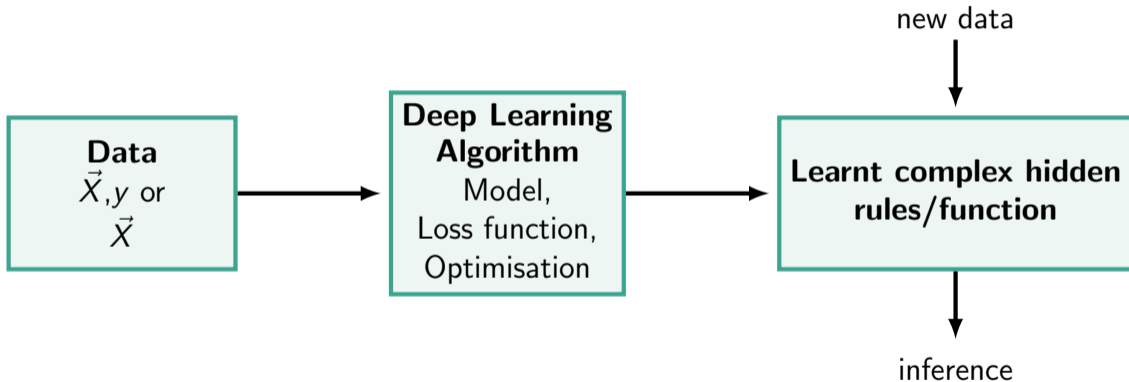 new data
Data
X⃗,y or
X⃗
Deep Learning
Algorithm
Model,
Loss function,
Optimisation
Learnt complex hidden
rules/function
inference